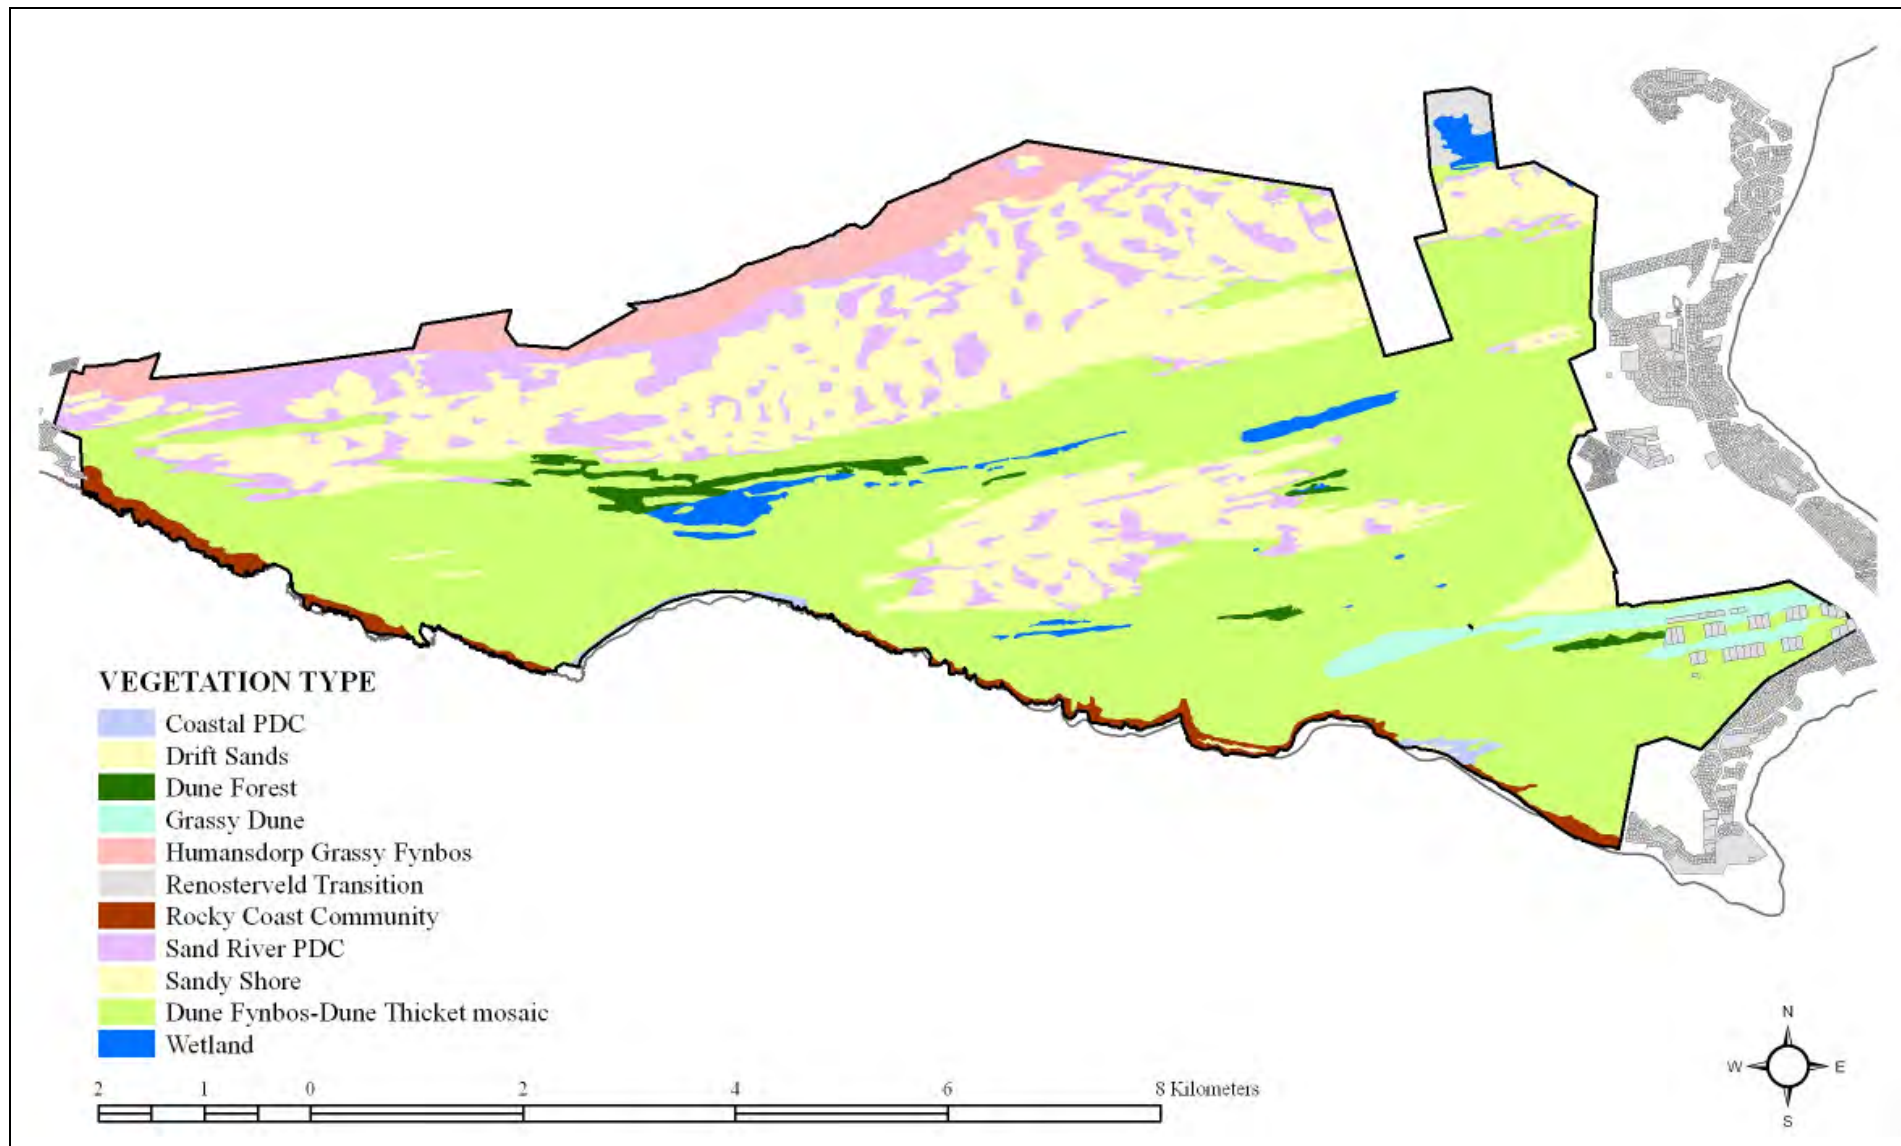 VEGETATION TYPE
Coastal PDC
Drift Sands
Dune Forest
Grassy Dune
Humansdorp Grassy Fynbos
Renosterveld Transition
Rocky Coast Community
Sand River PDC
Sandy Shore
Dune Fynbos-Dune Thicket mosaic
Wetland
2 1 0 2 4 6 8 Kilometers
N
W E
S